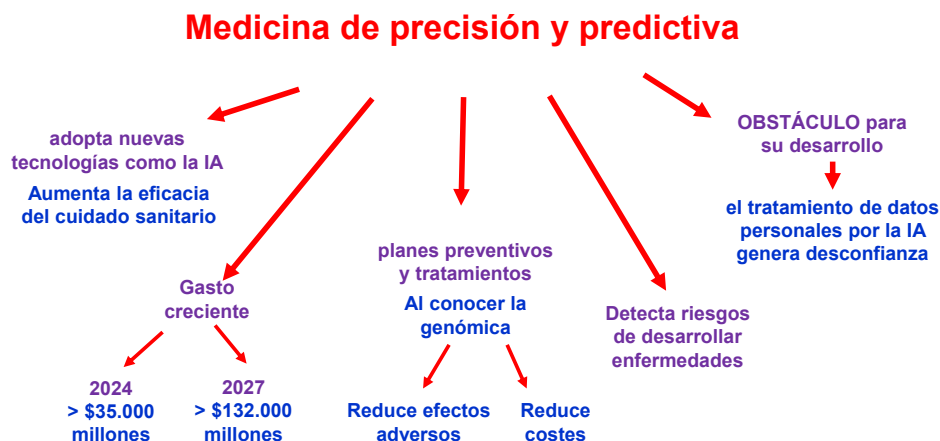 Medicina de precisión y predictiva
adopta nuevas
tecnologías como la IA
Aumenta la eficacia
del cuidado sanitario
Gasto
creciente
2024
> $35.000
millones
2027
> $132.000
millones
planes preventivos
y tratamientos
Al conocer la
genómica
Reduce efectos
adversos
Reduce
costes
Detecta riesgos
de desarrollar
enfermedades
OBSTÁCULO para
su desarrollo
el tratamiento de datos
personales por la IA
genera desconfianza